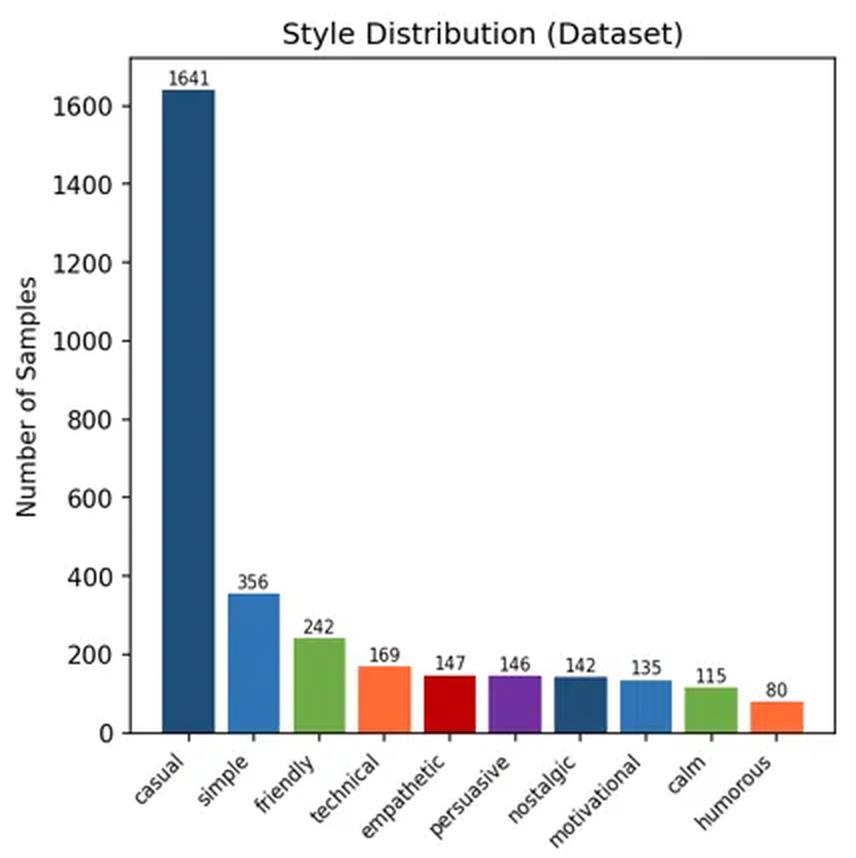 Style Distribution (Dataset)
Number of Samples
1600
1400
1200
1000
800
600
400
200
0
1641
356
242
169
147
146
142
135
115
80
casual
simple
friendly
technical
empathetic
persuasive
nostalgic
motivational
calm
humorous